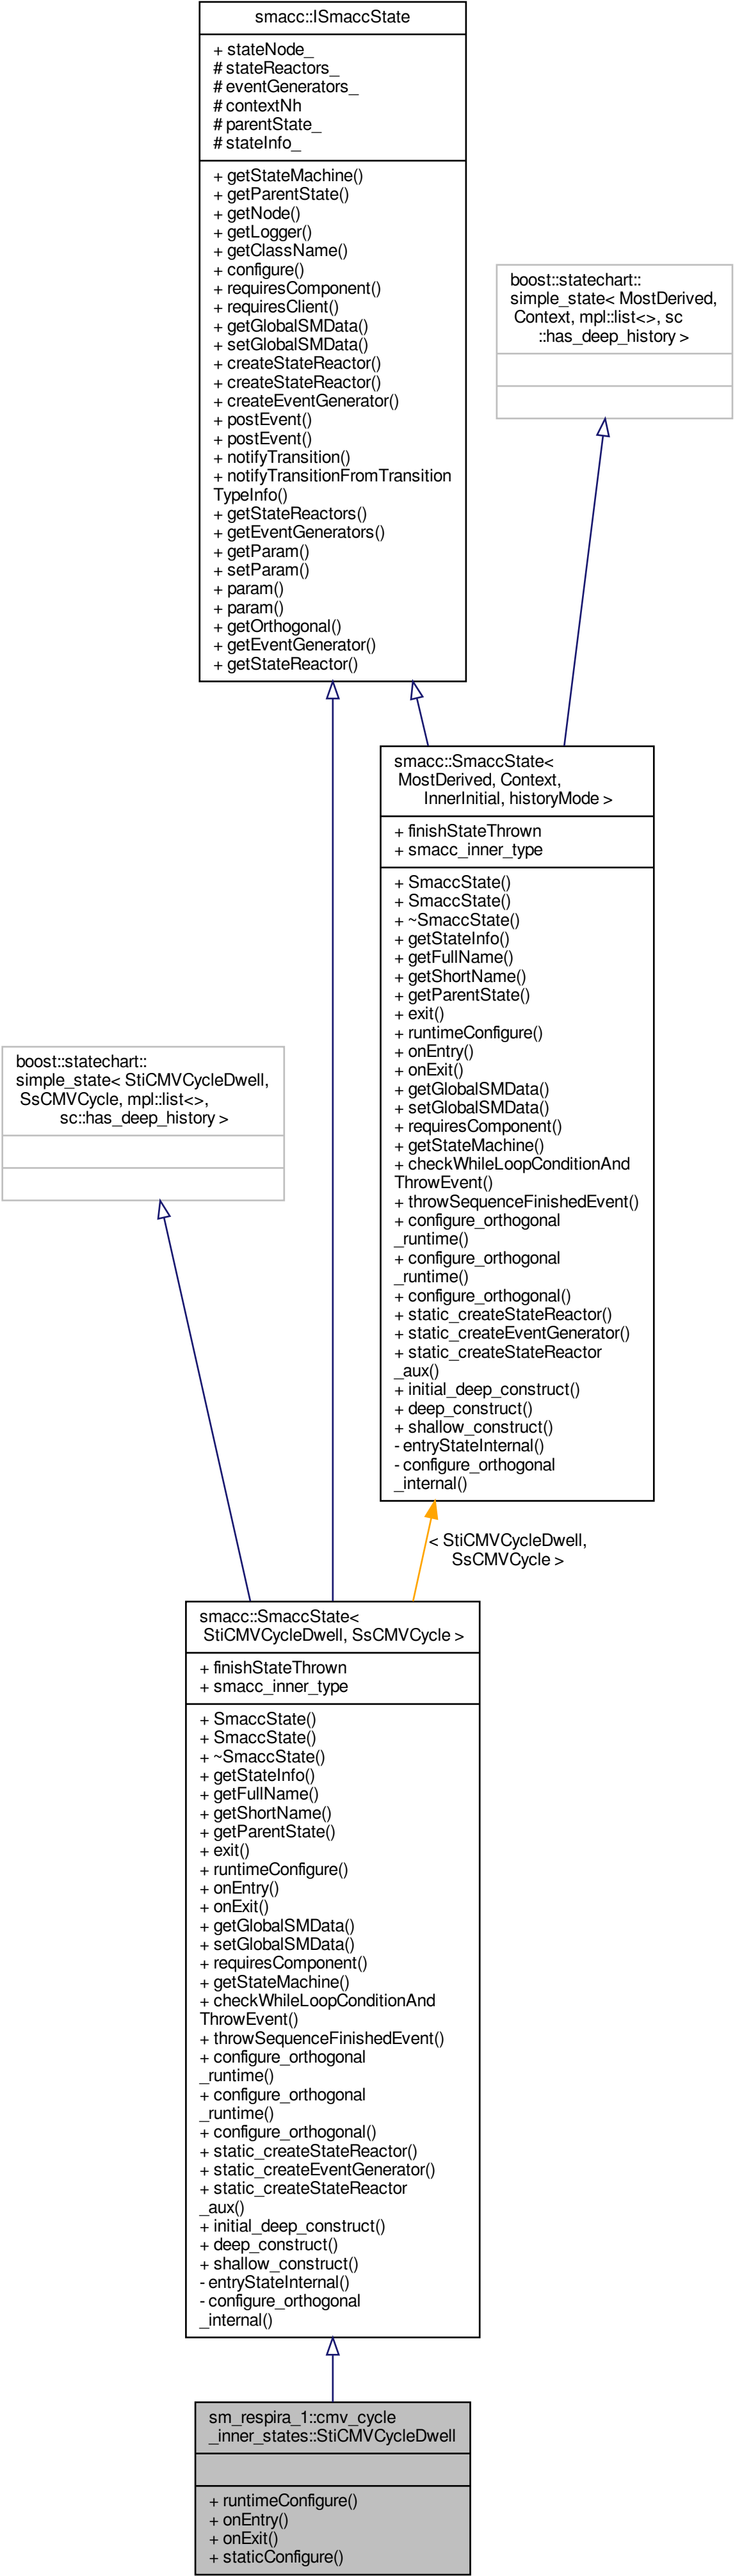 smacc::ISmaccState
+ stateNode_
# stateReactors_
# eventGenerators_
# contextNh
# parentState_
# stateInfo_
+ getStateMachine()
+ getParentState()
+ getNode()
+ getLogger()
+ getClassName()
+ configure()
+ requiresComponent()
+ requiresClient()
+ getGlobalSMData()
+ setGlobalSMData()
+ createStateReactor()
+ createStateReactor()
+ createEventGenerator()
+ postEvent()
+ postEvent()
+ notifyTransition()
+ notifyTransitionFromTransition
TypeInfo()
+ getStateReactors()
+ getEventGenerators()
+ getParam()
+ setParam()
+ param()
+ param()
+ getOrthogonal()
+ getEventGenerator()
+ getStateReactor()
boost::statechart::
simple_state< MostDerived,
Context, mpl::list<>, sc
::has_deep_history >
smacc::SmaccState<
MostDerived, Context,
InnerInitial, historyMode >
+ finishStateThrown
+ smacc_inner_type
+ SmaccState()
+ SmaccState()
+ ~SmaccState()
+ getStateInfo()
+ getFullName()
+ getShortName()
+ getParentState()
+ exit()
+ runtimeConfigure()
+ onEntry()
+ onExit()
+ getGlobalSMData()
+ setGlobalSMData()
+ requiresComponent()
+ getStateMachine()
+ checkWhileLoopConditionAnd
ThrowEvent()
+ throwSequenceFinishedEvent()
+ configure_orthogonal
_runtime()
+ configure_orthogonal
_runtime()
+ configure_orthogonal()
+ static_createStateReactor()
+ static_createEventGenerator()
+ static_createStateReactor
_aux()
+ initial_deep_construct()
+ deep_construct()
+ shallow_construct()
- entryStateInternal()
- configure_orthogonal
_internal()
boost::statechart::
simple_state< StiCMVCycleDwell,
SsCMVCycle, mpl::list<>,
sc::has_deep_history >
< StiCMVCycleDwell,
SsCMVCycle >
smacc::SmaccState<
StiCMVCycleDwell, SsCMVCycle >
+ finishStateThrown
+ smacc_inner_type
+ SmaccState()
+ SmaccState()
+ ~SmaccState()
+ getStateInfo()
+ getFullName()
+ getShortName()
+ getParentState()
+ exit()
+ runtimeConfigure()
+ onEntry()
+ onExit()
+ getGlobalSMData()
+ setGlobalSMData()
+ requiresComponent()
+ getStateMachine()
+ checkWhileLoopConditionAnd
ThrowEvent()
+ throwSequenceFinishedEvent()
+ configure_orthogonal
_runtime()
+ configure_orthogonal
_runtime()
+ configure_orthogonal()
+ static_createStateReactor()
+ static_createEventGenerator()
+ static_createStateReactor
_aux()
+ initial_deep_construct()
+ deep_construct()
+ shallow_construct()
- entryStateInternal()
- configure_orthogonal
_internal()
sm_respira_1::cmv_cycle
_inner_states::StiCMVCycleDwell
+ runtimeConfigure()
+ onEntry()
+ onExit()
+ staticConfigure()